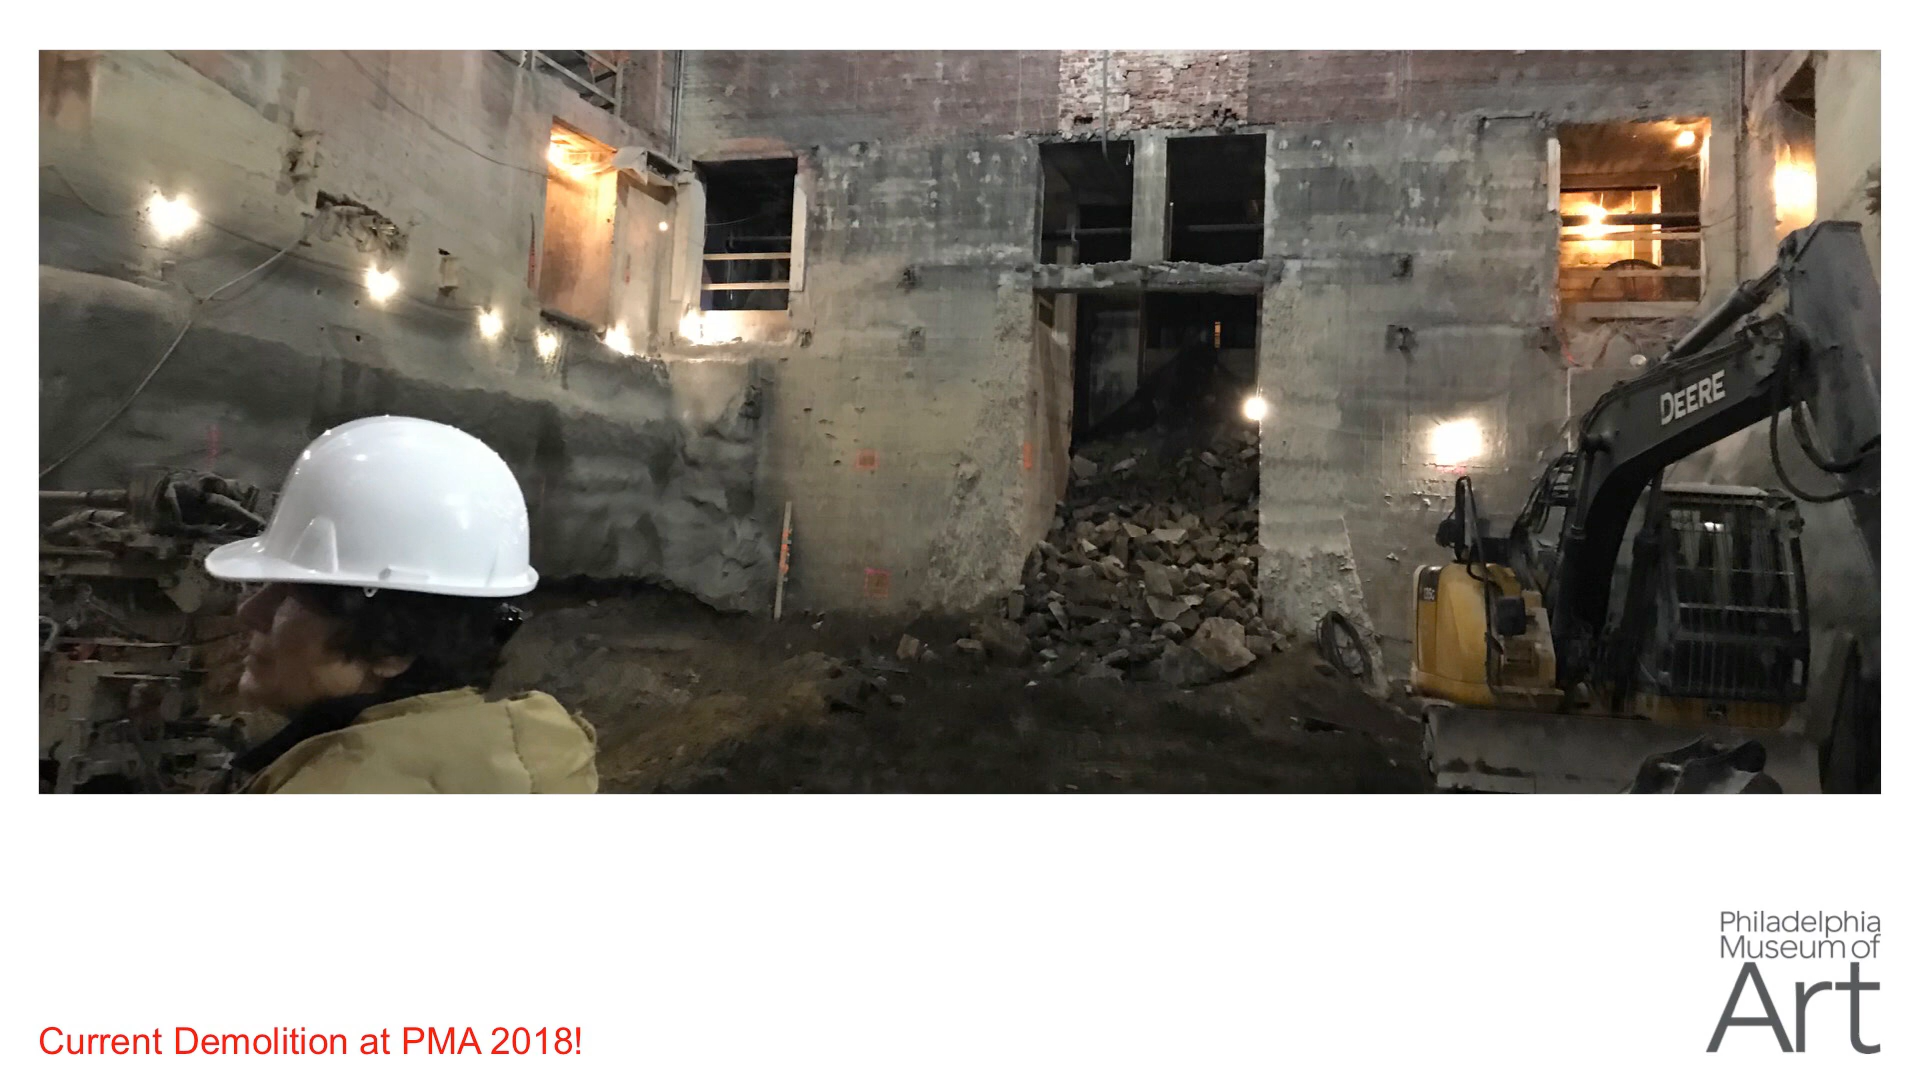 DEERE
Philadelphia
Museum of
Art
Current Demolition at PMA 2018!